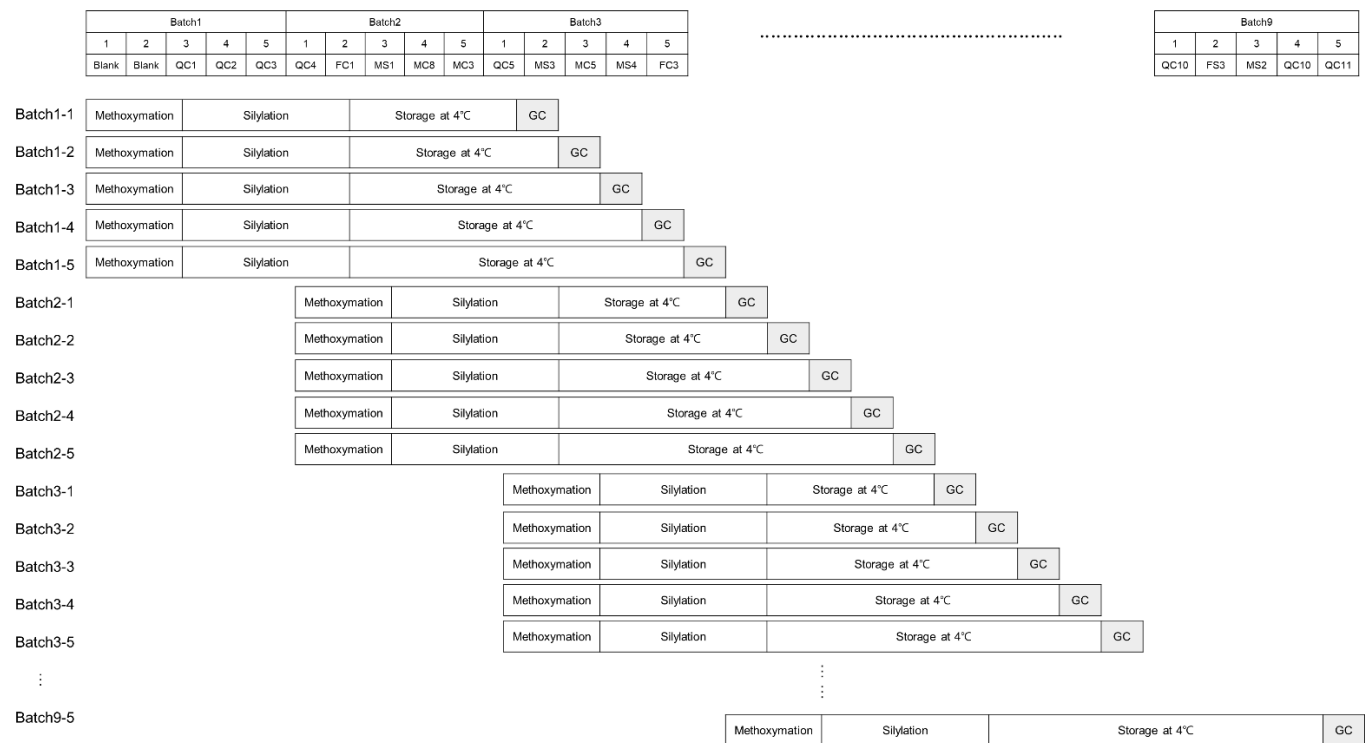 Batch1 Batch2 Batch3 Batch9
1 2 3 4 5 1 2 3 4 5 1 2 3 4 5 1 2 3 4 5
Blank Blank QC1 QC2 QC3 QC4 FC1 MS1 MC8 MC3 QC5 MS3 MC5 MS4 FC3 QC10 FS3 MS2 QC10 QC11
Batch1-1 Methoxymation Silylation Storage at 4℃ GC
Batch1-2 Methoxymation Silylation Storage at 4℃ GC
Batch1-3 Methoxymation Silylation Storage at 4℃ GC
Batch1-4 Methoxymation Silylation Storage at 4℃ GC
Batch1-5 Methoxymation Silylation Storage at 4℃ GC
Batch2-1 Methoxymation Silylation Storage at 4℃ GC
Batch2-2 Methoxymation Silylation Storage at 4℃ GC
Batch2-3 Methoxymation Silylation Storage at 4℃ GC
Batch2-4 Methoxymation Silylation Storage at 4℃ GC
Batch2-5 Methoxymation Silylation Storage at 4℃ GC
Batch3-1 Methoxymation Silylation Storage at 4℃ GC
Batch3-2 Methoxymation Silylation Storage at 4℃ GC
Batch3-3 Methoxymation Silylation Storage at 4℃ GC
Batch3-4 Methoxymation Silylation Storage at 4℃ GC
Batch3-5 Methoxymation Silylation Storage at 4℃ GC
Batch9-5 Methoxymation Silylation Storage at 4℃ GC